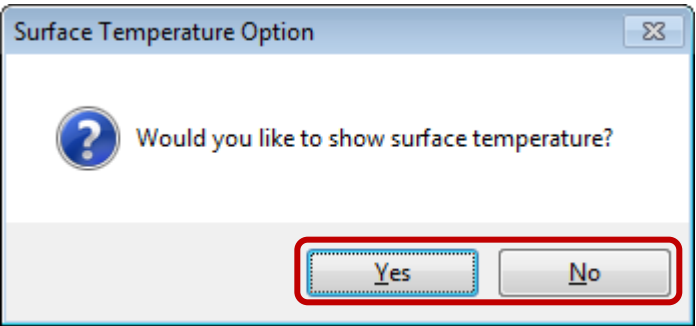 Surface Temperature Option
Would you like to show surface temperature?
Yes No